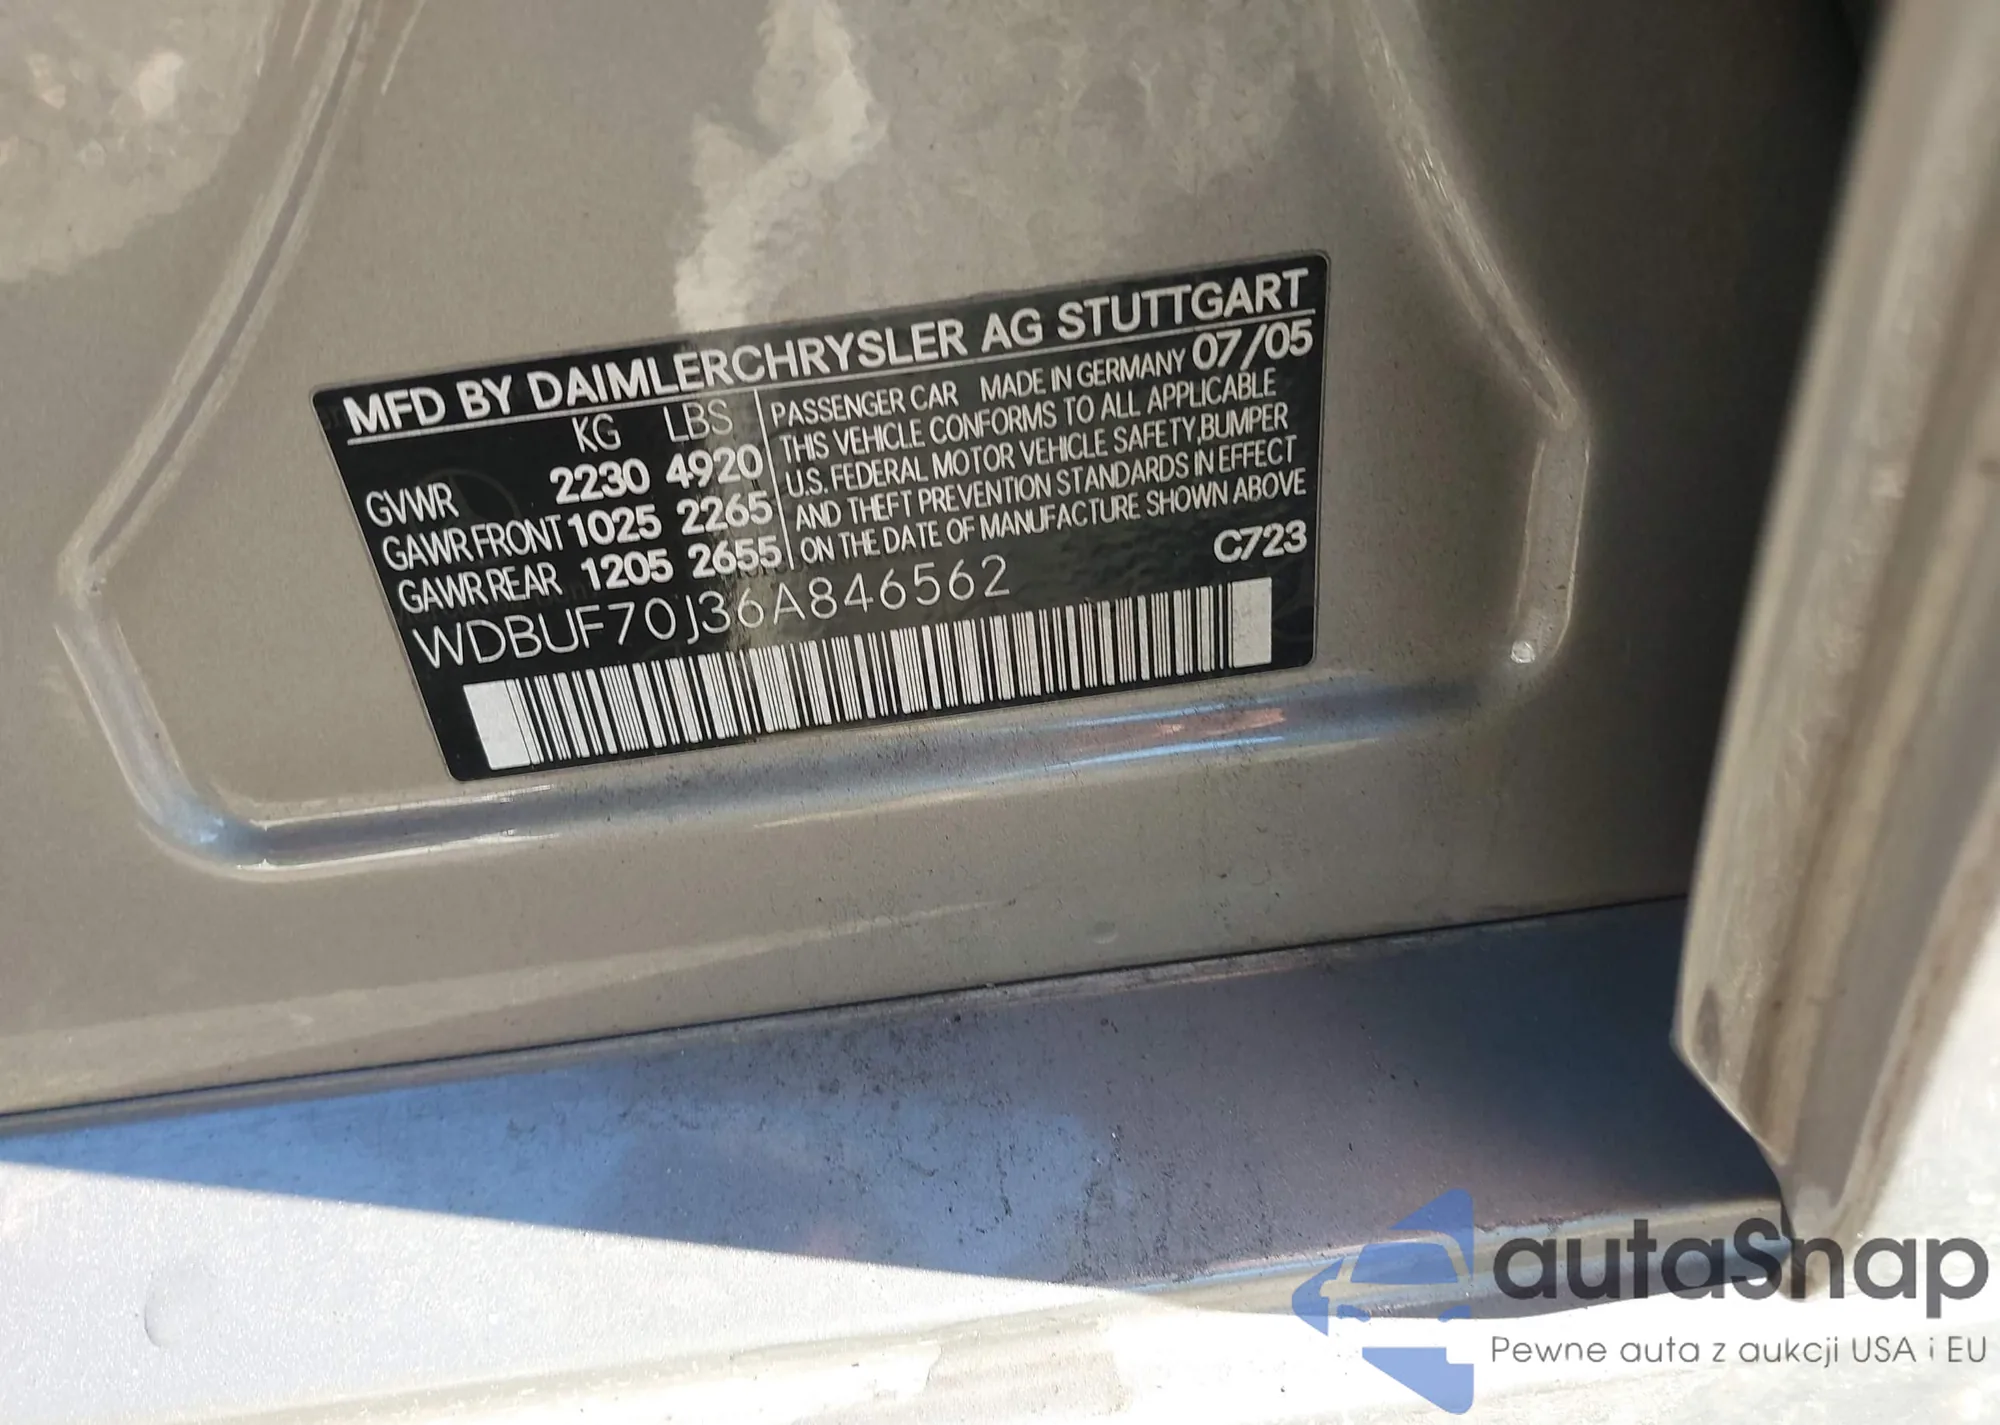 MFD BY DAIMLERCHRYSLER AG STUTTGART
KG LBS
GVWR 2230 4920
GAWR FRONT 1025 2265
GAWR REAR 1205 2655
PASSENGER CAR MADE IN GERMANY 07/05
THIS VEHICLE CONFORMS TO ALL APPLICABLE
U.S. FEDERAL MOTOR VEHICLE SAFETY, BUMPER
AND THEFT PREVENTION STANDARDS IN EFFECT
ON THE DATE OF MANUFACTURE SHOWN ABOVE
C723
WDBUF70J36A846562
autaSnap
Pewne auta z aukcji USA i EU